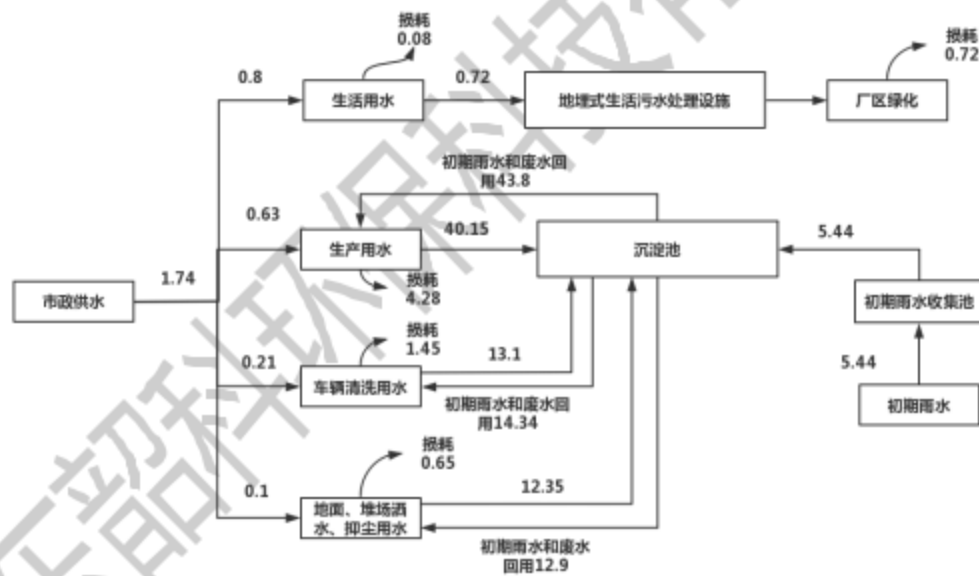 损耗
0.08
损耗
0.72
0.8
0.72
生活用水
地埋式生活污水处理设施
厂区绿化
初期雨水和废水回
用43.8
0.63
40.15
5.44
生产用水
沉淀池
1.74
损耗
4.28
市政供水
初期雨水收集池
损耗
1.45
13.1
0.21
5.44
车辆清洗用水
初期雨水和废水回
用14.34
初期雨水
损耗
0.65
12.35
0.1
地面、堆场洒
水、抑尘用水
初期雨水和废水
回用12.9
韶科环保科技